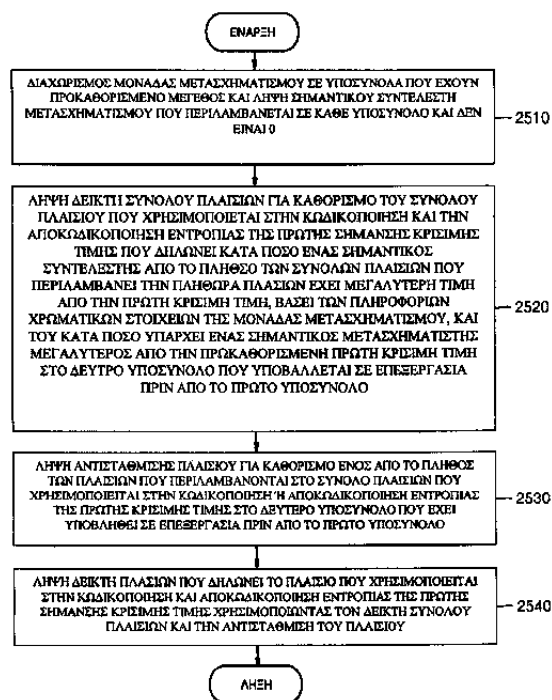 ΕΝΑΡΞΗ
ΔΙΑΧΩΡΙΣΜΟΣ ΜΟΝΑΔΑΣ ΜΕΤΑΣΧΗΜΑΤΙΣΜΟΥ ΣΕ ΥΠΟΣΥΝΟΛΑ ΠΟΥ ΕΧΟΥΝ
ΠΡΟΚΑΘΟΡΙΣΜΕΝΟ ΜΕΓΕΘΟΣ ΚΑΙ ΛΗΨΗ ΣΗΜΑΝΤΙΚΟΥ ΣΥΝΤΕΛΕΣΤΗ
ΜΕΤΑΣΧΗΜΑΤΙΣΜΟΥ ΠΟΥ ΠΕΡΙΛΑΜΒΑΝΕΤΑΙ ΣΕ ΚΑΘΕ ΥΠΟΣΥΝΟΛΟ ΚΑΙ ΔΕΝ
ΕΙΝΑΙ 0
2510
ΛΗΨΗ ΔΕΙΚΤΗ ΣΥΝΟΛΟΥ ΠΛΑΙΣΙΩΝ ΓΙΑ ΚΑΘΟΡΙΣΜΟ ΤΟΥ ΣΥΝΟΛΟΥ
ΠΛΑΙΣΙΟΥ ΠΟΥ ΧΡΗΣΙΜΟΠΟΙΕΤΑΙ ΣΤΗΝ ΚΩΔΙΚΟΠΟΙΗΣΗ ΚΑΙ ΤΗΝ
ΑΠΟΚΩΔΙΚΟΠΟΙΗΣΗ ΕΝΤΡΟΠΙΑΣ ΤΗΣ ΠΡΩΤΗΣ ΣΗΜΑΝΣΗΣ ΚΡΙΣΙΜΗΣ
ΤΙΜΗΣ ΠΟΥ ΔΗΛΩΝΕΙ ΚΑΤΑ ΠΟΣΟ ΕΝΑΣ ΣΗΜΑΝΤΙΚΟΣ
ΣΥΝΤΕΛΕΣΤΗΣ ΑΠΟ ΤΟ ΠΛΗΘΣΟ ΤΩΝ ΣΥΝΟΛΩΝ ΠΛΑΙΣΙΩΝ ΠΟΥ
ΠΕΡΙΛΑΜΒΑΝΕΙ ΤΗΝ ΠΛΗΘΩΡΑ ΠΛΑΣΙΩΝ ΕΧΕΙ ΜΕΓΑΛΥΤΕΡΗ ΤΙΜΗ
ΑΠΟ ΤΗΝ ΠΡΩΤΗ ΚΡΙΣΙΜΗ ΤΙΜΗ, ΒΑΣΕΙ ΤΩΝ ΠΛΗΡΟΦΟΡΙΩΝ
ΧΡΩΜΑΤΙΚΩΝ ΣΤΟΙΧΕΙΩΝ ΤΗΣ ΜΟΝΑΔΑΣ ΜΕΤΑΣΧΗΜΑΤΙΣΜΟΥ, ΚΑΙ
ΤΟΥ ΚΑΤΑ ΠΟΣΟ ΥΠΑΡΧΕΙ ΕΝΑΣ ΣΗΜΑΝΤΙΚΟΣ ΜΕΤΑΣΧΗΜΑΤΙΣΤΗΣ
ΜΕΓΑΛΥΤΕΡΟΣ ΑΠΟ ΤΗΝ ΠΡΩΚΑΘΟΡΙΣΜΕΝΗ ΠΡΩΤΗ ΚΡΙΣΙΜΗ ΤΙΜΗ
ΣΤΟ ΔΕΥΤΡΟ ΥΠΟΣΥΝΟΛΟ ΠΟΥ ΥΠΟΒΑΛΛΕΤΑΙ ΣΕ ΕΠΕΞΕΡΓΑΣΙΑ
ΠΡΙΝ ΑΠΟ ΤΟ ΠΡΩΤΟ ΥΠΟΣΥΝΟΛΟ
2520
ΛΗΨΗ ΑΝΤΙΣΤΑΘΜΙΣΗΣ ΠΛΑΙΣΙΟΥ ΓΙΑ ΚΑΘΟΡΙΣΜΟ ΕΝΟΣ ΑΠΟ ΤΟ ΠΛΗΘΟΣ
ΤΩΝ ΠΛΑΙΣΙΩΝ ΠΟΥ ΠΕΡΙΛΑΜΒΑΝΟΝΤΑΙ ΣΤΟ ΣΥΝΟΛΟ ΠΛΑΙΣΙΩΝ ΠΟΥ
ΧΡΗΣΙΜΟΠΟΙΕΙΤΑΙ ΣΤΗΝ ΚΩΔΙΚΟΠΟΙΗΣΗ Ή ΑΠΟΚΩΔΙΚΟΠΟΙΗΣΗ ΕΝΤΡΟΠΙΑΣ
ΤΗΣ ΠΡΩΤΗΣ ΚΡΙΣΙΜΗΣ ΤΙΜΗΣ ΣΤΟ ΔΕΥΤΕΡΟ ΥΠΟΣΥΝΟΛΟ ΠΟΥ ΕΧΕΙ
ΥΠΟΒΛΗΘΕΙ ΣΕ ΕΠΕΞΕΡΓΑΣΙΑ ΠΡΙΝ ΑΠΟ ΤΟ ΠΡΩΤΟ ΥΠΟΣΥΝΟΛΟ
2530
ΛΗΨΗ ΔΕΙΚΤΗ ΠΛΑΣΙΩΝ ΠΟΥ ΔΗΛΩΝΕΙ ΤΟ ΠΛΑΙΣΙΟ ΠΟΥ ΧΡΗΣΙΜΟΠΟΙΕΙΤΑΙ
ΣΤΗΝ ΚΩΔΙΚΟΠΟΙΗΣΗ ΚΑΙ ΑΠΟΚΩΔΙΚΟΠΟΙΗΣΗ ΕΝΤΡΟΠΙΑΣ ΤΗΣ ΠΡΩΤΗΣ
ΣΗΜΑΝΣΗΣ ΚΡΙΣΙΜΗΣ ΤΙΜΗΣ ΧΡΗΣΙΜΟΠΟΙΩΝΤΑΣ ΤΟΝ ΔΕΙΚΤΗ ΣΥΝΟΛΟΥ
ΠΛΑΙΣΙΩΝ ΚΑΙ ΤΗΝ ΑΝΤΙΣΤΑΘΜΙΣΗ ΤΟΥ ΠΛΑΙΣΙΟΥ
2540
ΛΗΞΗ